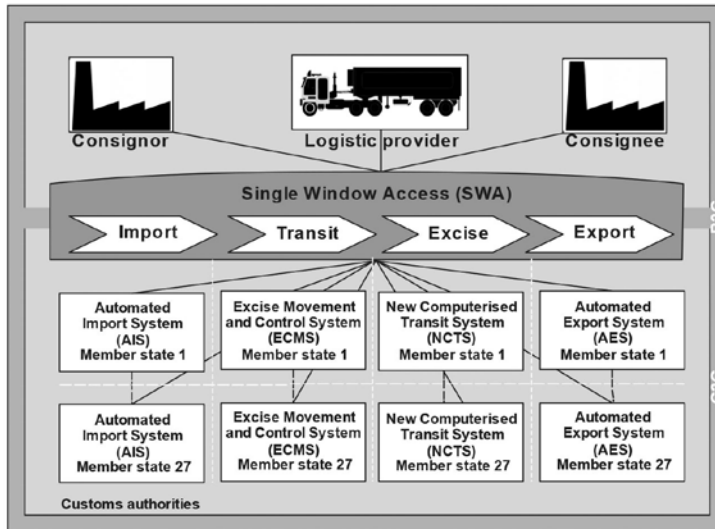 Consignor
Logistic provider
Consignee
Single Window Access (SWA)
Import
Transit
Excise
Export
Automated
Import System
(AIS)
Member state 1
Excise Movement
and Control System
(ECMS)
Member state 1
New Computerised
Transit System
(NCTS)
Member state 1
Automated
Export System
(AES)
Member state 1
Automated
Import System
(AIS)
Member state 27
Excise Movement
and Control System
(ECMS)
Member state 27
New Computerised
Transit System
(NCTS)
Member state 27
Automated
Export System
(AES)
Member state 27
Customs authorities